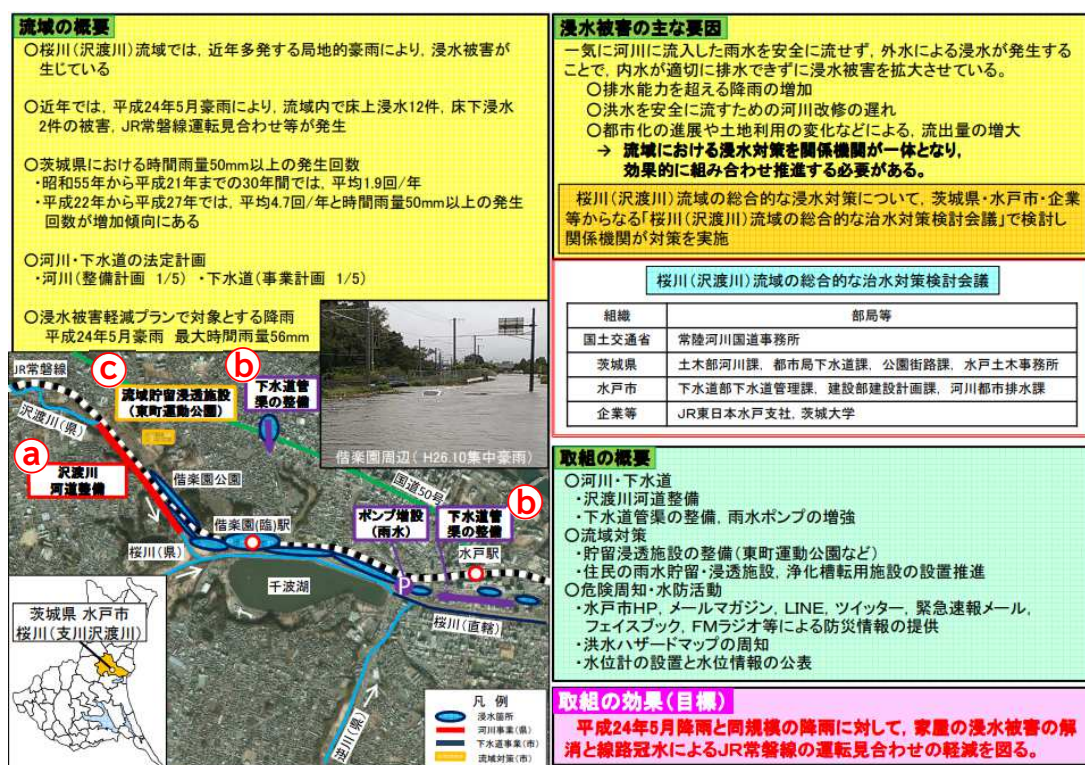 流域の概要
○桜川(沢渡川)流域では,近年多発する局地的豪雨により,浸水被害が
生じている
○近年では,平成24年5月豪雨により,流域内で床上浸水12件,床下浸水
2件の被害,JR常磐線運転見合わせ等が発生
○茨城県における時間雨量50mm以上の発生回数
・昭和55年から平成21年までの30年間では,平均1.9回/年
・平成22年から平成27年では,平均4.7回/年と時間雨量50mm以上の発生
回数が増加傾向にある
○河川・下水道の法定計画
・河川(整備計画 1/5) ・下水道(事業計画 1/5)
○浸水被害軽減プランで対象とする降雨
平成24年5月豪雨 最大時間雨量56mm
偕楽園周辺(H26.10集中豪雨)
JR常磐線
沢渡川(県)
c
流域貯留浸透施設
(東町運動公園)
b
下水道管
渠の整備
a
沢渡川
河道整備
偕楽園公園
国道50号
偕楽園(臨)駅
ポンプ増設
(雨水)
b
下水道管
渠の整備
水戸駅
桜川(県)
千波湖
P
桜川(直轄)
逆川(県)
茨城県 水戸市
桜川(支川沢渡川)
凡 例
浸水箇所
河川事業(県)
下水道事業(市)
流域対策(市)
浸水被害の主な要因
一気に河川に流入した雨水を安全に流せず,外水による浸水が発生する
ことで,内水が適切に排水できずに浸水被害を拡大させている。
○排水能力を超える降雨の増加
○洪水を安全に流すための河川改修の遅れ
○都市化の進展や土地利用の変化などによる,流出量の増大
→ 流域における浸水対策を関係機関が一体となり,
効果的に組み合わせ推進する必要がある。
桜川(沢渡川)流域の総合的な浸水対策について,茨城県・水戸市・企業
等からなる「桜川(沢渡川)流域の総合的な治水対策検討会議」で検討し
関係機関が対策を実施
桜川(沢渡川)流域の総合的な治水対策検討会議
組織 部局等
国土交通省 常陸河川国道事務所
茨城県 土木部河川課,都市局下水道課,公園街路課,水戸土木事務所
水戸市 下水道部下水道管理課,建設部建設計画課,河川都市排水課
企業等 JR東日本水戸支社,茨城大学
取組の概要
○河川・下水道
・沢渡川河道整備
・下水道管渠の整備,雨水ポンプの増強
○流域対策
・貯留浸透施設の整備(東町運動公園など)
・住民の雨水貯留・浸透施設,浄化槽転用施設の設置推進
○危険周知・水防活動
・水戸市HP,メールマガジン,LINE,ツイッター,緊急速報メール,
フェイスブック,FMラジオ等による防災情報の提供
・洪水ハザードマップの周知
・水位計の設置と水位情報の公表
取組の効果(目標)
平成24年5月降雨と同規模の降雨に対して,家屋の浸水被害の解
消と線路冠水によるJR常磐線の運転見合わせの軽減を図る。